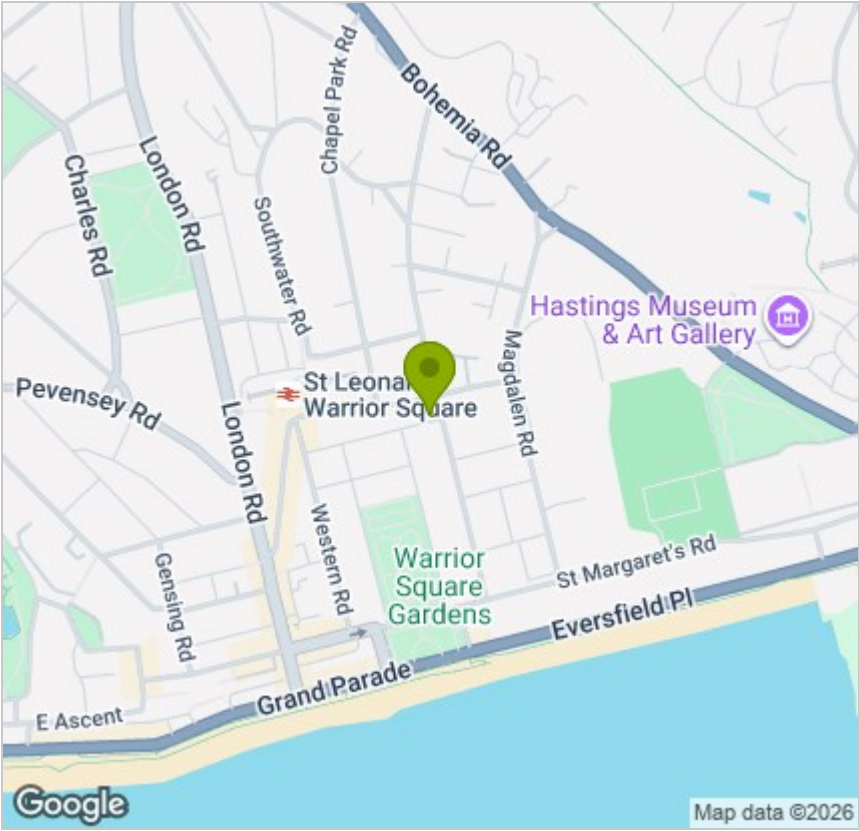 Chapel Park Rd
Bohemia Rd
London Rd
Charles Rd
Southwater Rd
Hastings Museum
& Art Gallery
Magdalen Rd
St Leonar
Warrior Square
Pevensey Rd
London Rd
Western Rd
Warrior
Square
Gardens
St Margaret's Rd
Gensing Rd
Eversfield Pl
Grand Parade
E Ascent
Google
Map data ©2026